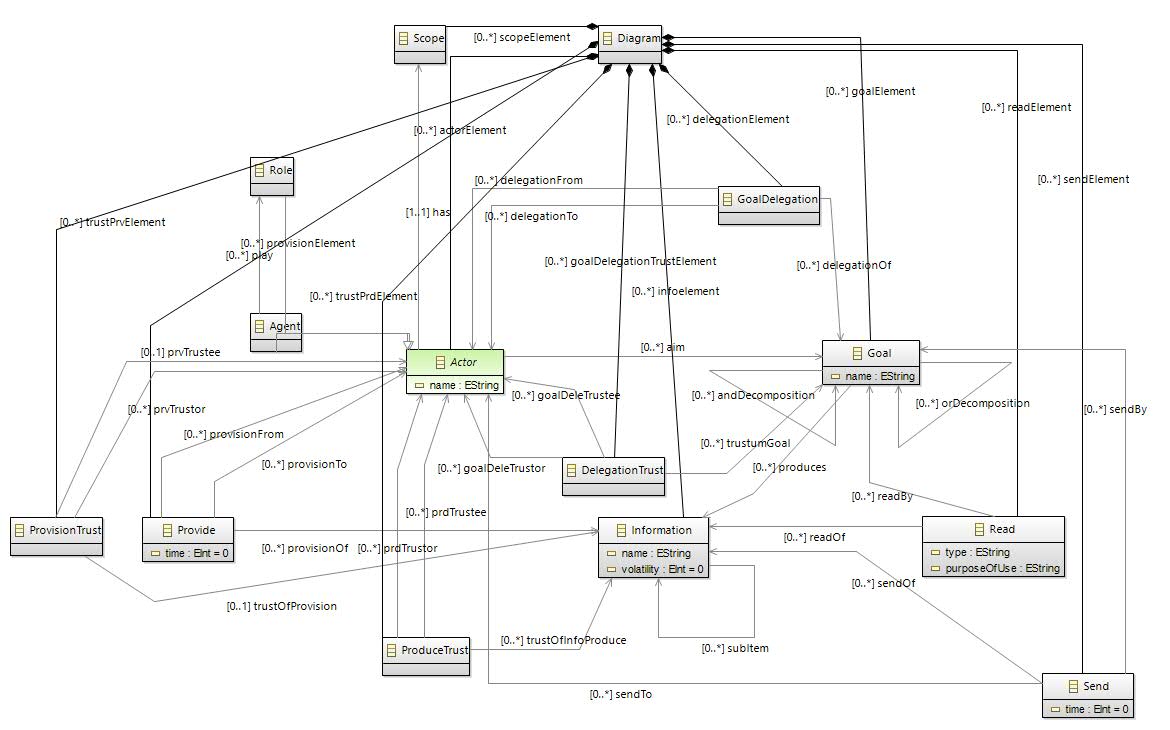 Scope
[0..*] scopeElement
Diagram
[0..*] goalElement
[0..*] readElement
[0..*] delegationElement
[0..*] actorElement
Role
[0..*] delegationFrom
[0..*] sendElement
GoalDelegation
[1..1] has
[0..*] delegationTo
[0..*] trustPrvElement
[0..*] provisionElement
[0..*] play
[0..*] goalDelegationTrustElement
[0..*] delegationOf
[0..*] infoelement
[0..*] trustPrdElement
Agent
[0..1] prvTrustee
[0..*] aim
Goal
name : EString
Actor
name : EString
[0..*] goalDeleTrustee
[0..*] andDecomposition
[0..*] orDecomposition
[0..*] sendBy
[0..*] prvTrustor
[0..*] provisionFrom
[0..*] trustumGoal
[0..*] provisionTo
[0..*] goalDeleTrustor
DelegationTrust
[0..*] produces
[0..*] readBy
[0..*] prdTrustee
ProvisionTrust
Provide
time : EInt = 0
Information
name : EString
volatility : EInt = 0
Read
type : EString
purposeOfUse : EString
[0..*] readOf
[0..*] provisionOf
[0..*] prdTrustor
[0..*] sendOf
[0..1] trustOfProvision
[0..*] trustOfInfoProduce
[0..*] subItem
ProduceTrust
Send
time : EInt = 0
[0..*] sendTo